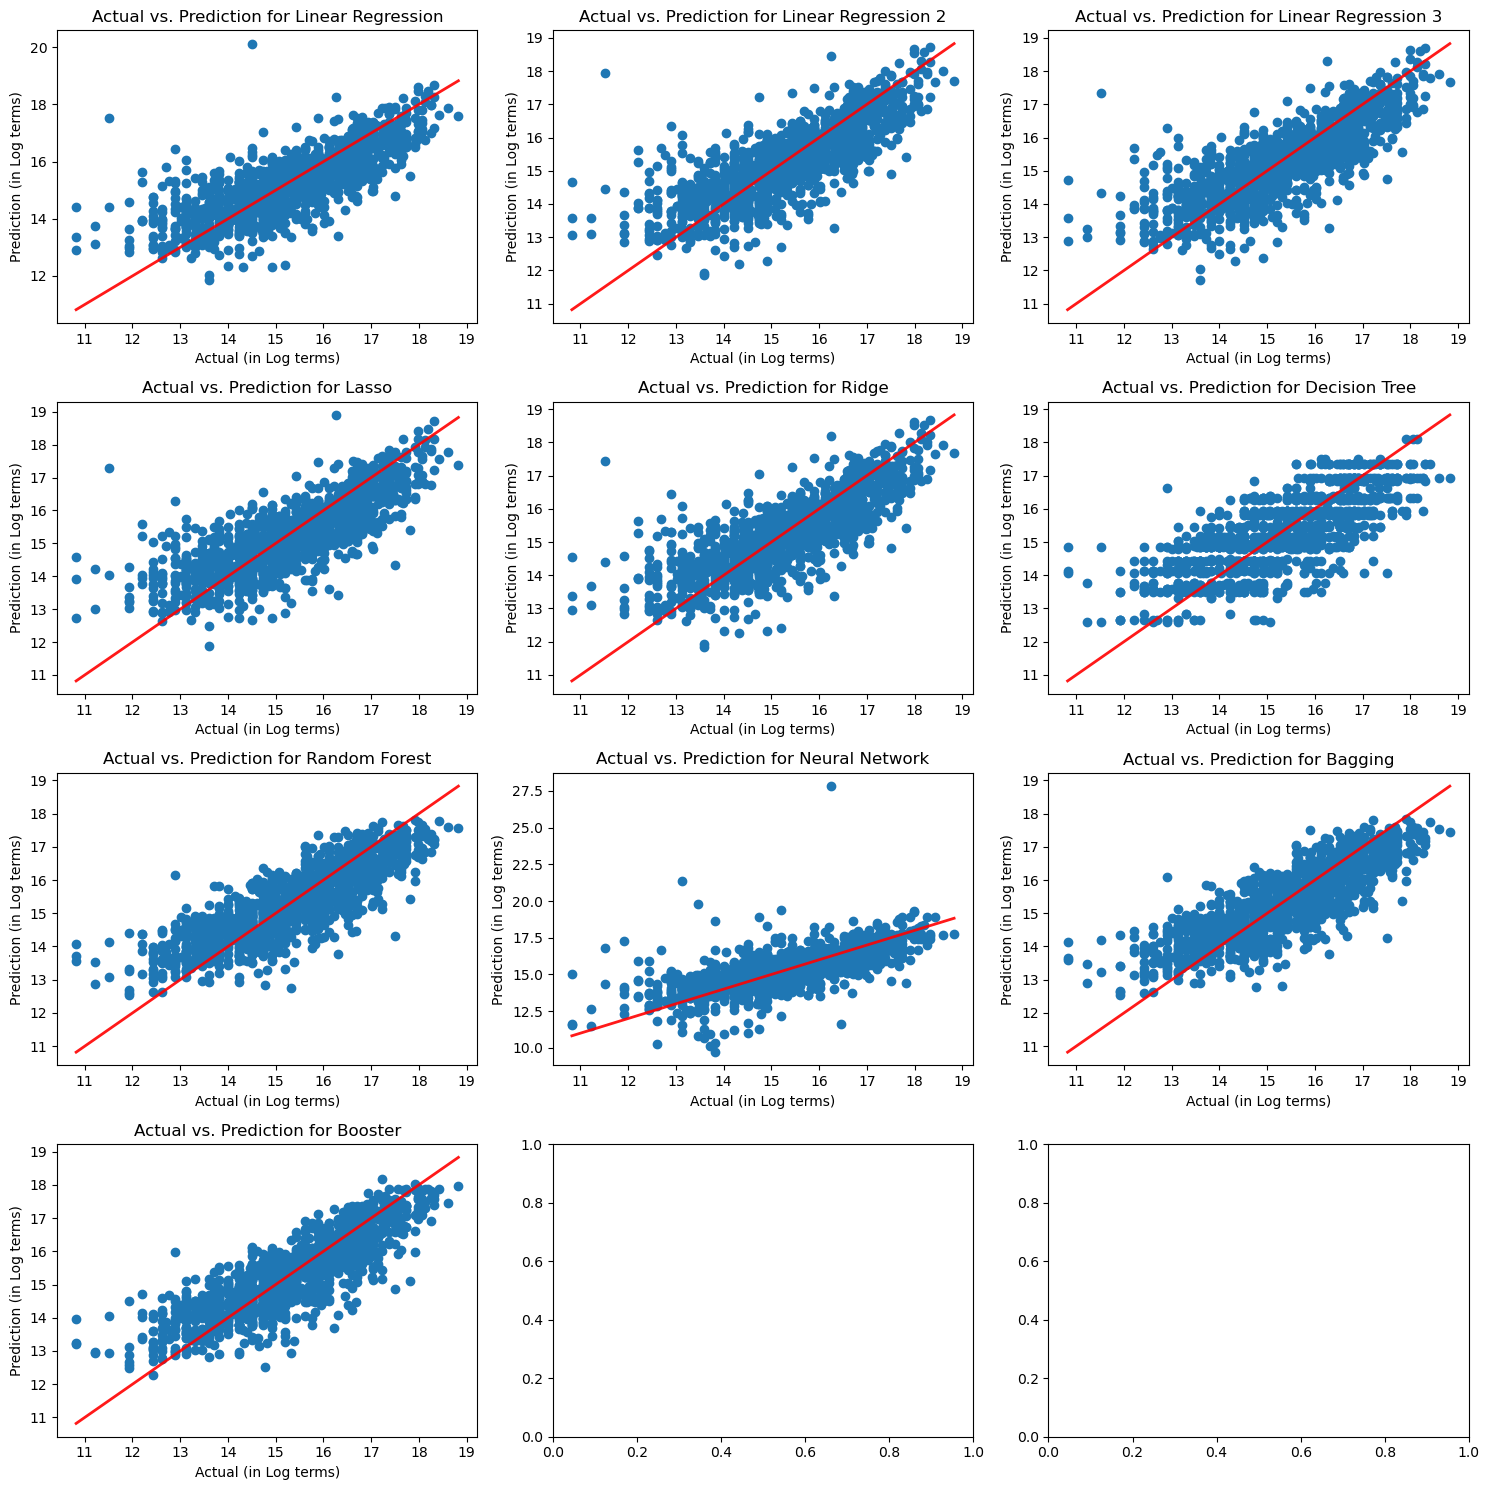 Actual vs. Prediction for Linear Regression
Prediction (in Log terms)
20
18
16
14
12
11 12 13 14 15 16 17 18 19
Actual (in Log terms)
Actual vs. Prediction for Linear Regression 2
Prediction (in Log terms)
19
18
17
16
15
14
13
12
11
11 12 13 14 15 16 17 18 19
Actual (in Log terms)
Actual vs. Prediction for Linear Regression 3
Prediction (in Log terms)
19
18
17
16
15
14
13
12
11
11 12 13 14 15 16 17 18 19
Actual (in Log terms)
Actual vs. Prediction for Lasso
Prediction (in Log terms)
19
18
17
16
15
14
13
12
11
11 12 13 14 15 16 17 18 19
Actual (in Log terms)
Actual vs. Prediction for Ridge
Prediction (in Log terms)
19
18
17
16
15
14
13
12
11
11 12 13 14 15 16 17 18 19
Actual (in Log terms)
Actual vs. Prediction for Decision Tree
Prediction (in Log terms)
19
18
17
16
15
14
13
12
11
11 12 13 14 15 16 17 18 19
Actual (in Log terms)
Actual vs. Prediction for Random Forest
Prediction (in Log terms)
19
18
17
16
15
14
13
12
11
11 12 13 14 15 16 17 18 19
Actual (in Log terms)
Actual vs. Prediction for Neural Network
Prediction (in Log terms)
27.5
25.0
22.5
20.0
17.5
15.0
12.5
10.0
11 12 13 14 15 16 17 18 19
Actual (in Log terms)
Actual vs. Prediction for Bagging
Prediction (in Log terms)
19
18
17
16
15
14
13
12
11
11 12 13 14 15 16 17 18 19
Actual (in Log terms)
Actual vs. Prediction for Booster
Prediction (in Log terms)
19
18
17
16
15
14
13
12
11
11 12 13 14 15 16 17 18 19
Actual (in Log terms)
1.0
0.8
0.6
0.4
0.2
0.0
0.0 0.2 0.4 0.6 0.8 1.0
1.0
0.8
0.6
0.4
0.2
0.0
0.0 0.2 0.4 0.6 0.8 1.0